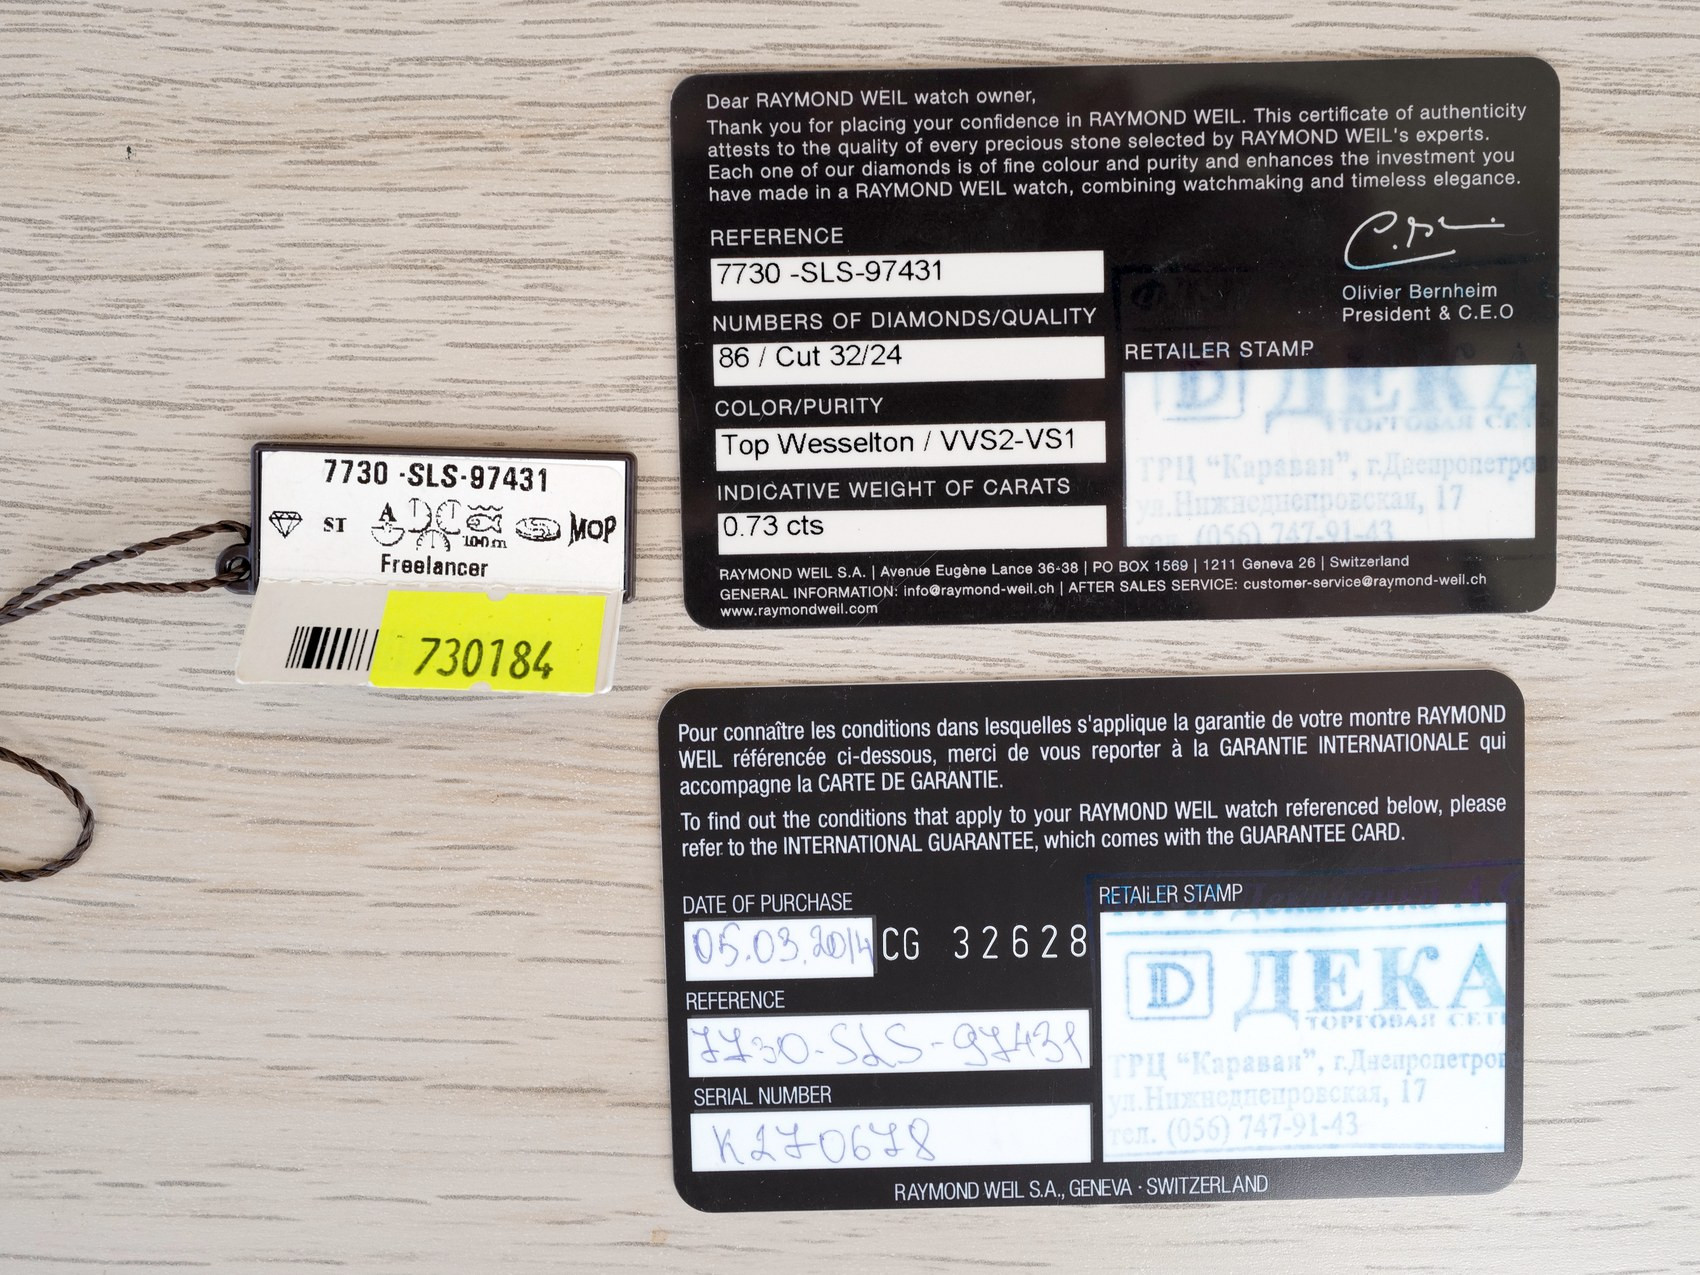 7730 -SLS-97431
ST
A
100m
MOP
Freelancer
730184
Dear RAYMOND WEIL watch owner,
Thank you for placing your confidence in RAYMOND WEIL. This certificate of authenticity
attests to the quality of every precious stone selected by RAYMOND WEIL's experts.
Each one of our diamonds is of fine colour and purity and enhances the investment you
have made in a RAYMOND WEIL watch, combining watchmaking and timeless elegance.
REFERENCE
7730 -SLS-97431
NUMBERS OF DIAMONDS/QUALITY
86 / Cut 32/24
COLOR/PURITY
Top Wesselton / VVS2-VS1
INDICATIVE WEIGHT OF CARATS
0.73 cts
Olivier Bernheim
President & C.E.O
RETAILER STAMP
D ДЕКА
ТОРГОВАЯ СЕТ
ТРЦ "Караван", г.Днепропетров
ул.Нижнеднепровская, 17
тел. (056) 747-91-43
RAYMOND WEIL S.A. | Avenue Eugène Lance 36-38 | PO BOX 1569 | 1211 Geneva 26 | Switzerland
GENERAL INFORMATION: info@raymond-weil.ch | AFTER SALES SERVICE: customer-service@raymond-weil.ch
www.raymondweil.com
Pour connaître les conditions dans lesquelles s'applique la garantie de votre montre RAYMOND
WEIL référencée ci-dessous, merci de vous reporter à la GARANTIE INTERNATIONALE qui
accompagne la CARTE DE GARANTIE.
To find out the conditions that apply to your RAYMOND WEIL watch referenced below, please
refer to the INTERNATIONAL GUARANTEE, which comes with the GUARANTEE CARD.
DATE OF PURCHASE
05.03.2014 CG 32628
REFERENCE
7730-SLS-97431
SERIAL NUMBER
K270678
RETAILER STAMP
D ДЕКА
ТОРГОВАЯ СЕТ
ТРЦ "Караван", г.Днепропетро
ул.Нижнеднепровская, 17
тел. (056) 747-91-43
RAYMOND WEIL S.A., GENEVA - SWITZERLAND